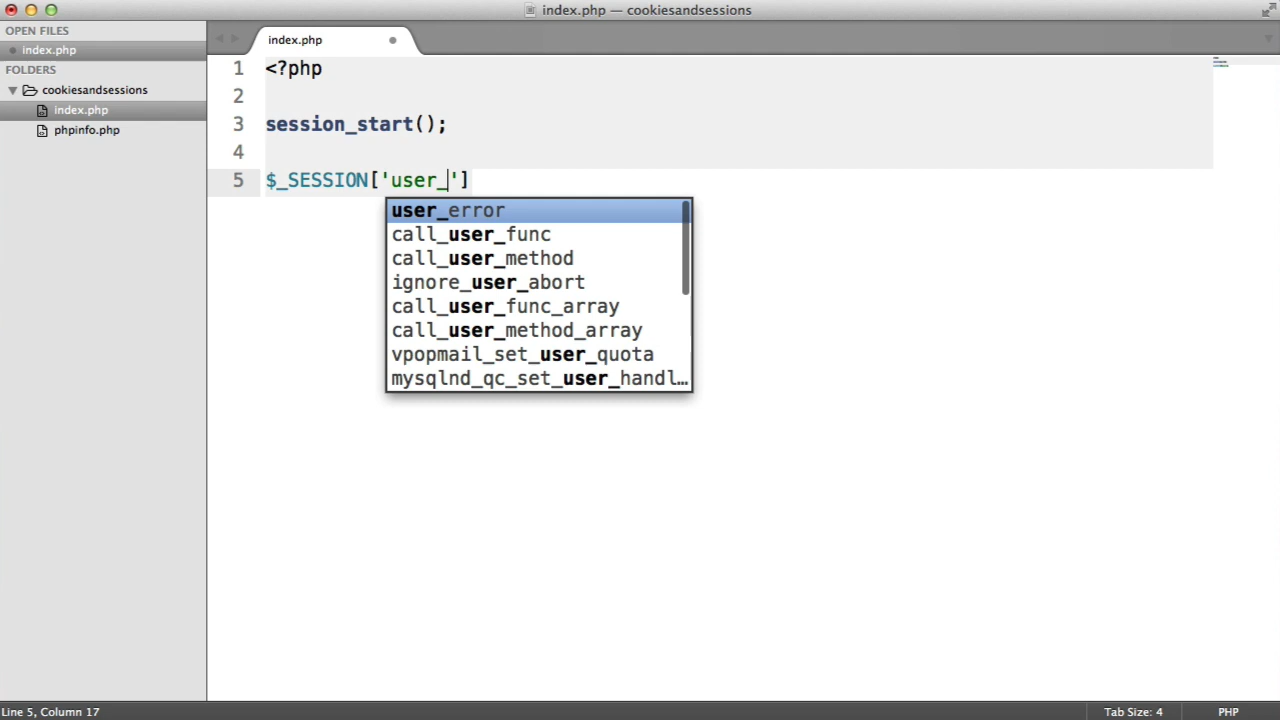 index.php — cookiesandsessions
OPEN FILES
index.php
FOLDERS
cookiesandsessions
index.php
phpinfo.php
index.php
1 <?php
2
3 session_start();
4
5 $_SESSION['user_']
user_error
call_user_func
call_user_method
ignore_user_abort
call_user_func_array
call_user_method_array
vpopmail_set_user_quota
mysqlnd_qc_set_user_handl…
Line 5, Column 17
Tab Size: 4
PHP